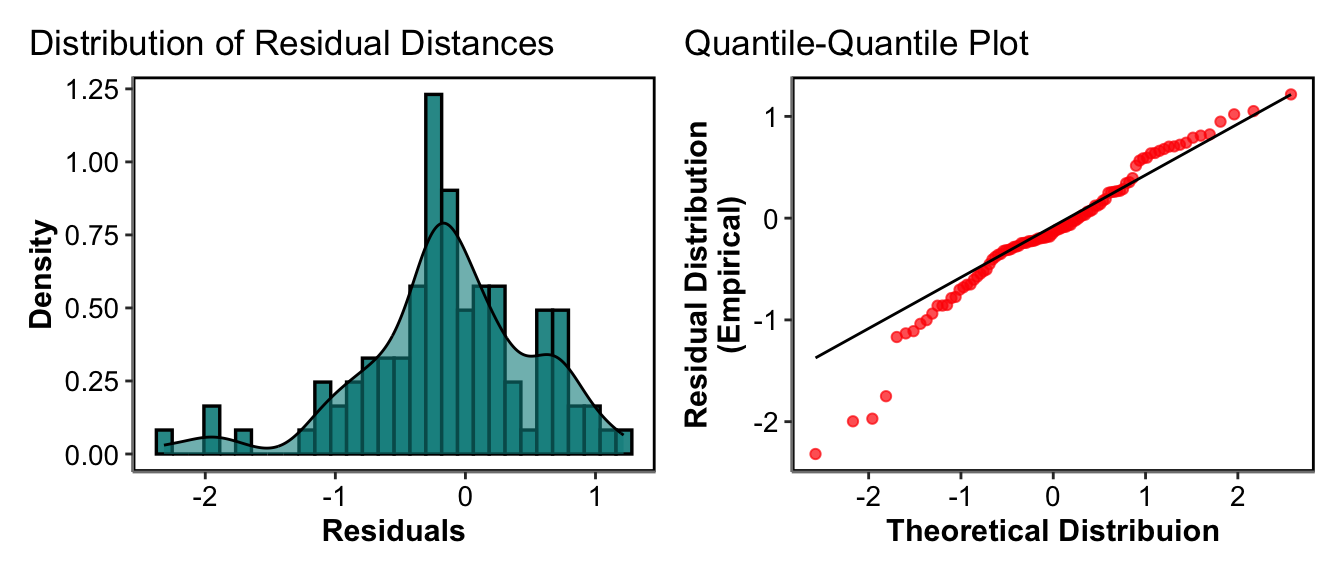 Distribution of Residual Distances
1.25
1.00
0.75
0.50
0.25
0.00
Density
-2 -1 0 1
Residuals
Quantile-Quantile Plot
1
0
-1
-2
Residual Distribution
(Empirical)
-2 -1 0 1 2
Theoretical Distribuion